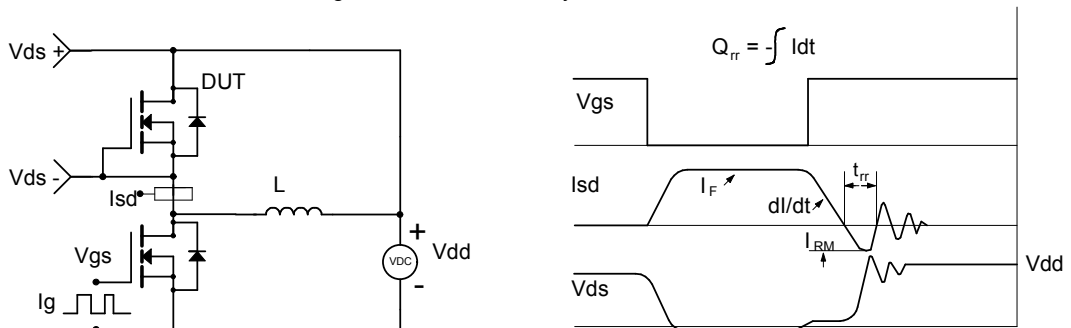 Vds +
DUT
Vds -
Isd
L
Vgs
+
VDC
Vdd
-
Ig
Qrr = -∫ Idt
Vgs
trr
Isd
IF
dI/dt
IRM
Vdd
Vds